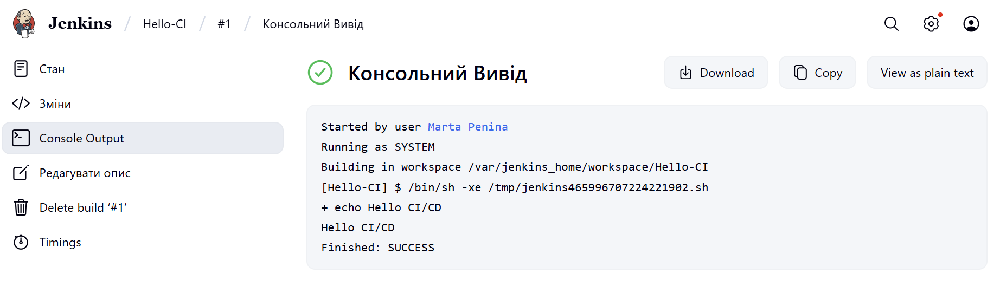 Jenkins / Hello-CI / #1 / Консольний Вивід
Стан
Зміни
Console Output
Редагувати опис
Delete build ‘#1’
Timings
Консольний Вивід
Download
Copy
View as plain text
Started by user Marta Penina
Running as SYSTEM
Building in workspace /var/jenkins_home/workspace/Hello-CI
[Hello-CI] $ /bin/sh -xe /tmp/jenkins465996707224221902.sh
+ echo Hello CI/CD
Hello CI/CD
Finished: SUCCESS